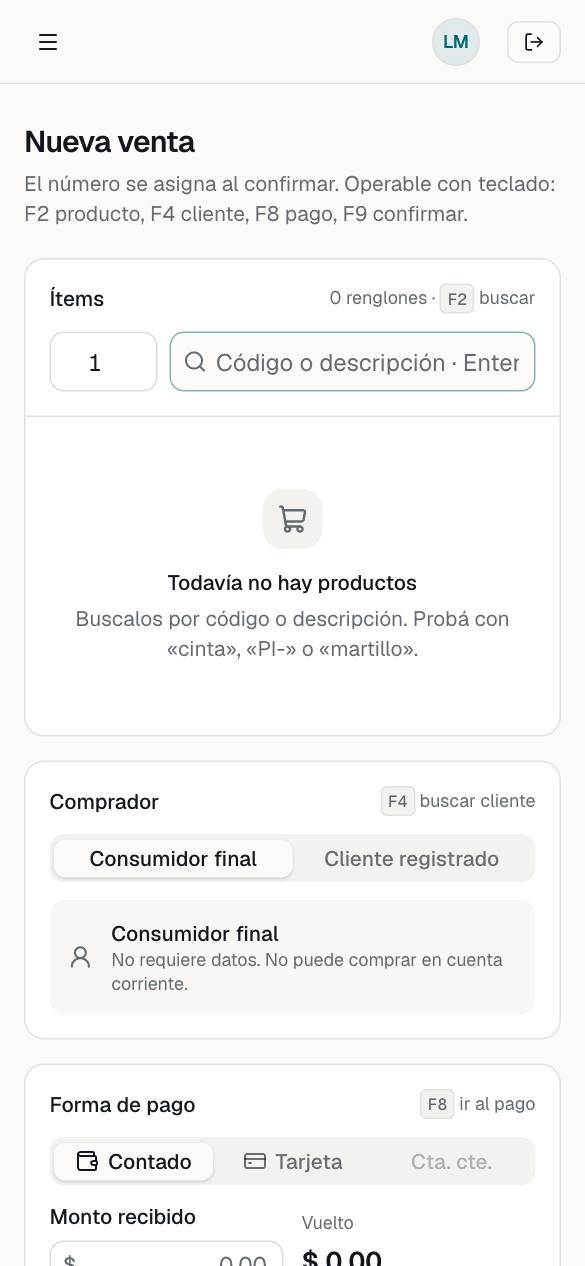 LM
Nueva venta
El número se asigna al confirmar. Operable con teclado:
F2 producto, F4 cliente, F8 pago, F9 confirmar.
Ítems
0 renglones · F2 buscar
1
Código o descripción · Enter
Todavía no hay productos
Buscalos por código o descripción. Probá con
«cinta», «PI-» o «martillo».
Comprador
F4 buscar cliente
Consumidor final
Cliente registrado
Consumidor final
No requiere datos. No puede comprar en cuenta
corriente.
Forma de pago
F8 ir al pago
Contado
Tarjeta
Cta. cte.
Monto recibido
Vuelto
$ 0,00
$ 0,00